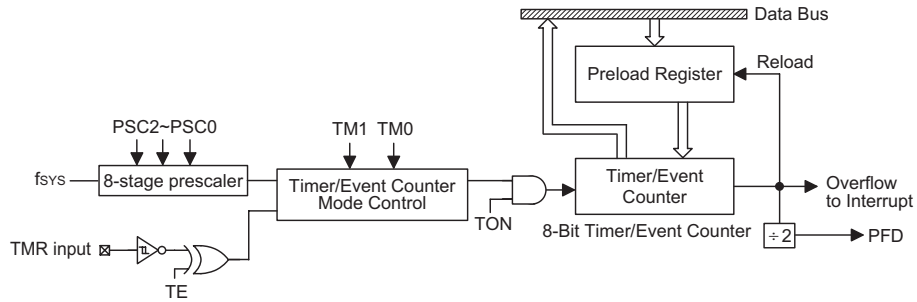 Data Bus
Preload Register
Reload
PSC2~PSC0
TM1 TM0
fSYS
8-stage prescaler
Timer/Event Counter
Mode Control
TON
Timer/Event
Counter
8-Bit Timer/Event Counter
Overflow
to Interrupt
÷2
PFD
TMR input
TE